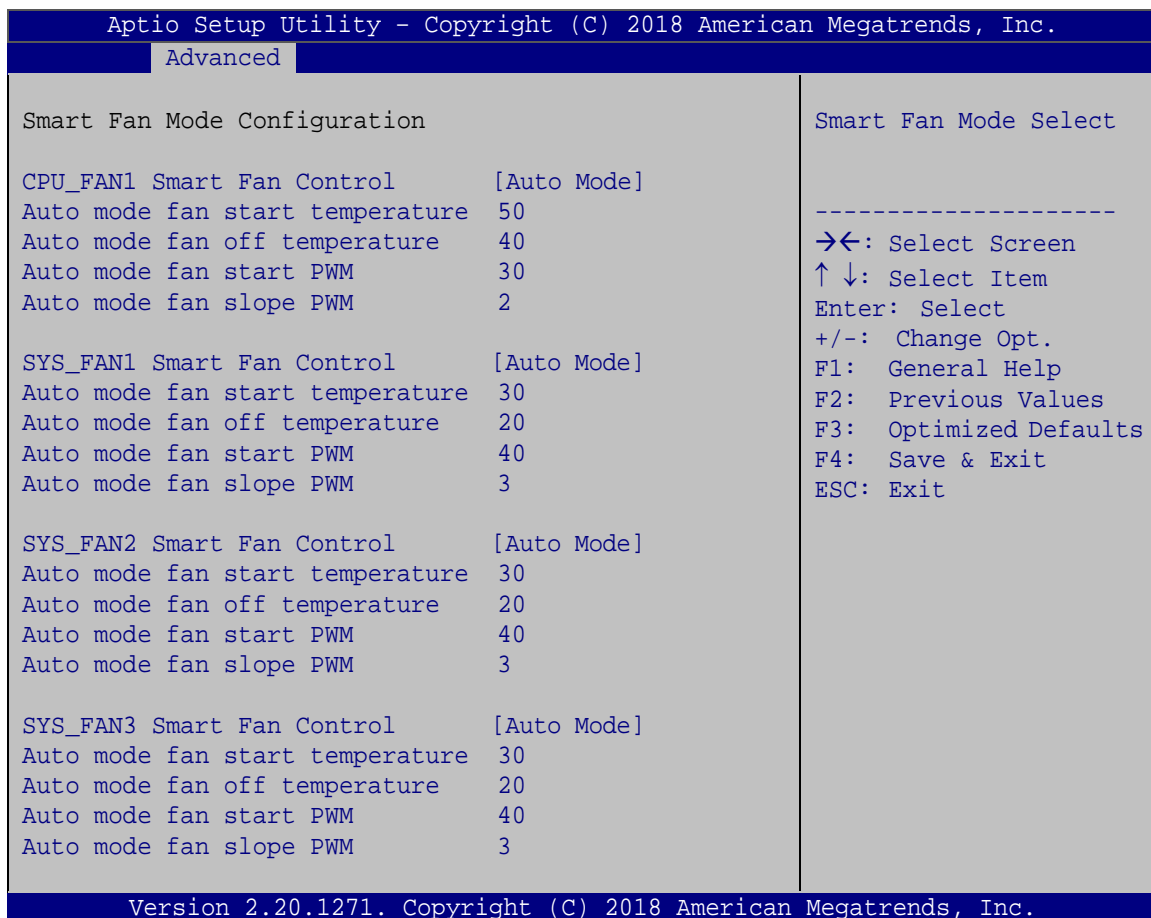 Aptio Setup Utility – Copyright (C) 2018 American Megatrends, Inc.
Advanced
Smart Fan Mode Configuration
CPU_FAN1 Smart Fan Control [Auto Mode]
Auto mode fan start temperature 50
Auto mode fan off temperature 40
Auto mode fan start PWM 30
Auto mode fan slope PWM 2
SYS_FAN1 Smart Fan Control [Auto Mode]
Auto mode fan start temperature 30
Auto mode fan off temperature 20
Auto mode fan start PWM 40
Auto mode fan slope PWM 3
SYS_FAN2 Smart Fan Control [Auto Mode]
Auto mode fan start temperature 30
Auto mode fan off temperature 20
Auto mode fan start PWM 40
Auto mode fan slope PWM 3
SYS_FAN3 Smart Fan Control [Auto Mode]
Auto mode fan start temperature 30
Auto mode fan off temperature 20
Auto mode fan start PWM 40
Auto mode fan slope PWM 3
Smart Fan Mode Select
---------------------
→←: Select Screen
↑ ↓: Select Item
Enter: Select
+/-: Change Opt.
F1: General Help
F2: Previous Values
F3: Optimized Defaults
F4: Save & Exit
ESC: Exit
Version 2.20.1271. Copyright (C) 2018 American Megatrends, Inc.